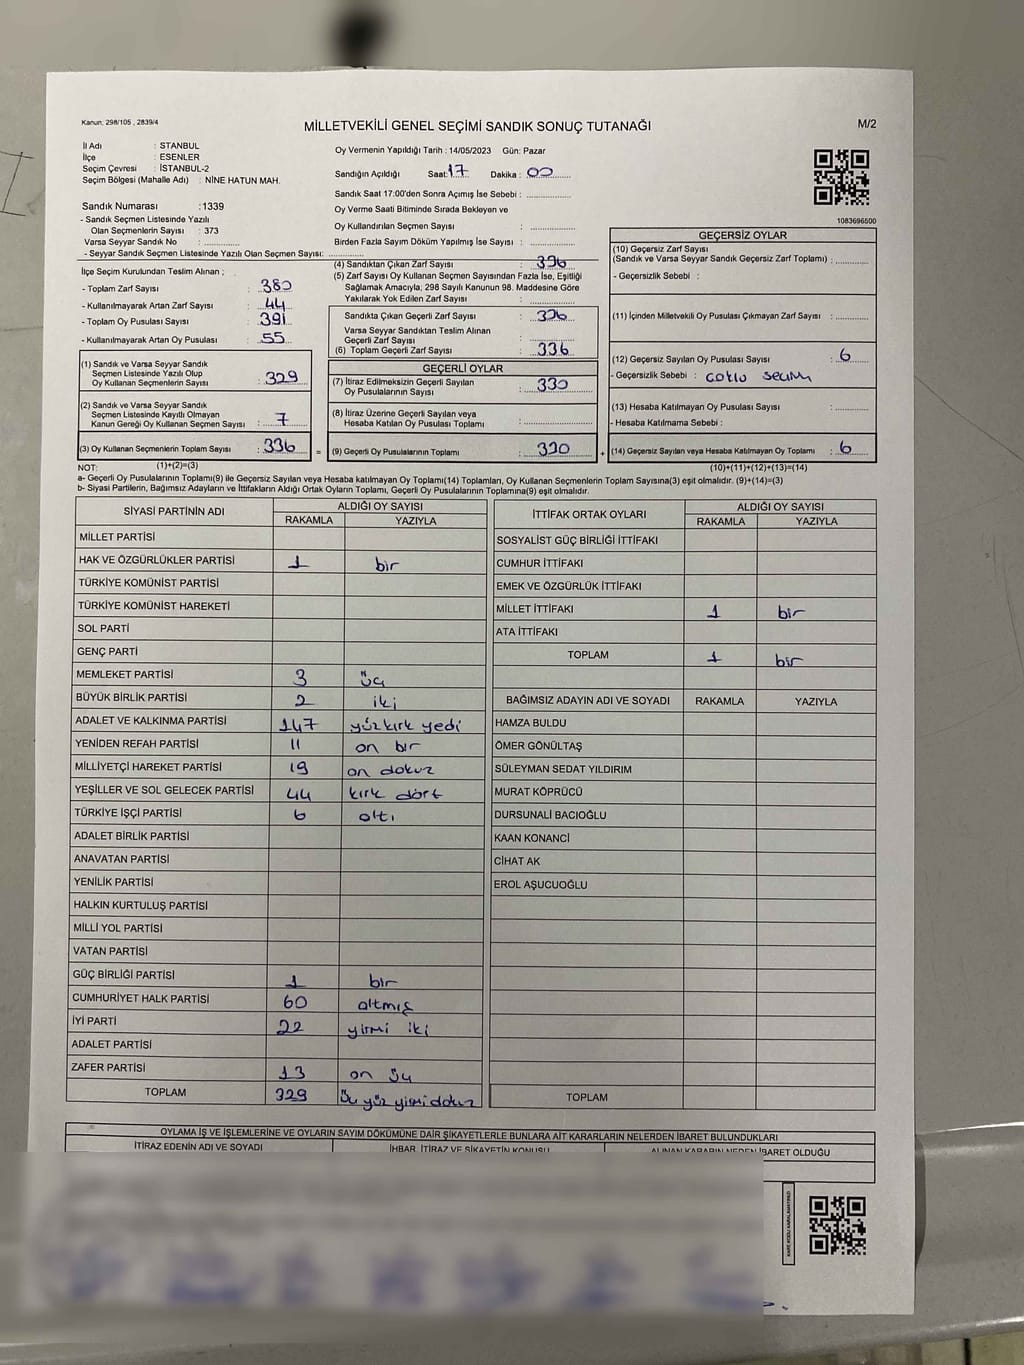 Kanun, 298/105 , 2839/4
MİLLETVEKİLİ GENEL SEÇİMİ SANDIK SONUÇ TUTANAĞI
M/2
İl Adı : STANBUL
İlçe : ESENLER
Seçim Çevresi : İSTANBUL-2
Seçim Bölgesi (Mahalle Adı) : NİNE HATUN MAH.
Sandık Numarası : 1339
- Sandık Seçmen Listesinde Yazılı
Olan Seçmenlerin Sayısı : 373
Varsa Seyyar Sandık No :
- Seyyar Sandık Seçmen Listesinde Yazılı Olan Seçmen Sayısı:
Oy Vermenin Yapıldığı Tarih : 14/05/2023 Gün: Pazar
Sandığın Açıldığı Saat: 17 Dakika : 00
Sandık Saat 17:00'den Sonra Açımış İse Sebebi :
Oy Verme Saati Bitiminde Sırada Bekleyen ve
Oy Kullandırılan Seçmen Sayısı :
Birden Fazla Sayım Döküm Yapılmış İse Sayısı :
1083696500
İlçe Seçim Kurulundan Teslim Alınan ;
- Toplam Zarf Sayısı : 380
- Kullanılmayarak Artan Zarf Sayısı : 44
- Toplam Oy Pusulası Sayısı : 391
- Kullanılmayarak Artan Oy Pusulası : 55
(1) Sandık ve Varsa Seyyar Sandık
Seçmen Listesinde Yazılı Olup
Oy Kullanan Seçmenlerin Sayısı : 329
(2) Sandık ve Varsa Seyyar Sandık
Seçmen Listesinde Kayıtlı Olmayan
Kanun Gereği Oy Kullanan Seçmen Sayısı : 7
(3) Oy Kullanan Seçmenlerin Toplam Sayısı : 336
(4) Sandıktan Çıkan Zarf Sayısı : 336
(5) Zarf Sayısı Oy Kullanan Seçmen Sayısından Fazla İse, Eşitliği
Sağlamak Amacıyla, 298 Sayılı Kanunun 98. Maddesine Göre
Yakılarak Yok Edilen Zarf Sayısı :
Sandıkta Çıkan Geçerli Zarf Sayısı : 336
Varsa Seyyar Sandıktan Teslim Alınan
Geçerli Zarf Sayısı :
(6) Toplam Geçerli Zarf Sayısı : 336
GEÇERLİ OYLAR
(7) İtiraz Edilmeksizin Geçerli Sayılan
Oy Pusulalarının Sayısı : 330
(8) İtiraz Üzerine Geçerli Sayılan veya
Hesaba Katılan Oy Pusulası Toplamı :
= (9) Geçerli Oy Pusulalarının Toplamı : 330
GEÇERSİZ OYLAR
(10) Geçersiz Zarf Sayısı
(Sandık ve Varsa Seyyar Sandık Geçersiz Zarf Toplamı) :
- Geçersizlik Sebebi :
(11) İçinden Milletvekili Oy Pusulası Çıkmayan Zarf Sayısı :
(12) Geçersiz Sayılan Oy Pusulası Sayısı : 6
- Geçersizlik Sebebi : çoklu seçim
(13) Hesaba Katılmayan Oy Pusulası Sayısı :
- Hesaba Katılmama Sebebi :
+ (14) Geçersiz Sayılan veya Hesaba Katılmayan Oy Toplamı : 6
NOT: (1)+(2)=(3)
(10)+(11)+(12)+(13)=(14)
a- Geçerli Oy Pusulalarının Toplamı(9) ile Geçersiz Sayılan veya Hesaba katılmayan Oy Toplamı(14) Toplamları, Oy Kullanan Seçmenlerin Toplam Sayısına(3) eşit olmalıdır. (9)+(14)=(3)
b- Siyasi Partilerin, Bağımsız Adayların ve İttifakların Aldığı Ortak Oyların Toplamı, Geçerli Oy Pusulalarının Toplamına(9) eşit olmalıdır.
SİYASİ PARTİNİN ADI ALDIĞI OY SAYISI
RAKAMLA YAZIYLA
MİLLET PARTİSİ
HAK VE ÖZGÜRLÜKLER PARTİSİ 1 bir
TÜRKİYE KOMÜNİST PARTİSİ
TÜRKİYE KOMÜNİST HAREKETİ
SOL PARTİ
GENÇ PARTİ
MEMLEKET PARTİSİ 3 üç
BÜYÜK BİRLİK PARTİSİ 2 iki
ADALET VE KALKINMA PARTİSİ 147 yüzkırk yedi
YENİDEN REFAH PARTİSİ 11 on bir
MİLLİYETÇİ HAREKET PARTİSİ 19 on dokuz
YEŞİLLER VE SOL GELECEK PARTİSİ 44 kırk dört
TÜRKİYE İŞÇİ PARTİSİ 6 altı
ADALET BİRLİK PARTİSİ
ANAVATAN PARTİSİ
YENİLİK PARTİSİ
HALKIN KURTULUŞ PARTİSİ
MİLLİ YOL PARTİSİ
VATAN PARTİSİ
GÜÇ BİRLİĞİ PARTİSİ 1 bir
CUMHURİYET HALK PARTİSİ 60 altmış
İYİ PARTİ 22 yirmi iki
ADALET PARTİSİ
ZAFER PARTİSİ 13 on üç
TOPLAM 329 üç yüz yirmi dokuz
İTTİFAK ORTAK OYLARI ALDIĞI OY SAYISI
RAKAMLA YAZIYLA
SOSYALİST GÜÇ BİRLİĞİ İTTİFAKI
CUMHUR İTTİFAKI
EMEK VE ÖZGÜRLÜK İTTİFAKI
MİLLET İTTİFAKI 1 bir
ATA İTTİFAKI
TOPLAM 1 bir
BAĞIMSIZ ADAYIN ADI VE SOYADI RAKAMLA YAZIYLA
HAMZA BULDU
ÖMER GÖNÜLTAŞ
SÜLEYMAN SEDAT YILDIRIM
MURAT KÖPRÜCÜ
DURSUNALİ BACIOĞLU
KAAN KONANCİ
CİHAT AK
EROL AŞUCUOĞLU
TOPLAM
OYLAMA İŞ VE İŞLEMLERİNE VE OYLARIN SAYIM DÖKÜMÜNE DAİR ŞİKAYETLERLE BUNLARA AİT KARARLARIN NELERDEN İBARET BULUNDUKLARI
İTİRAZ EDENİN ADI VE SOYADI İHBAR, İTİRAZ VE ŞİKAYETİN KONUSU ALINAN KARARIN NEDEN İBARET OLDUĞU